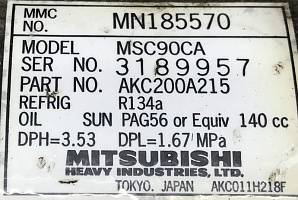 MMC NO. MN185570
MODEL MSC90CA
SER NO. 3189957
PART NO. AKC200A215
REFRIG R134a
OIL SUN PAG56 or Equiv 140 cc
DPH=3.53 DPL=1.67 MPa
MITSUBISHI
HEAVY INDUSTRIES, LTD.
TOKYO. JAPAN AKC011H218F